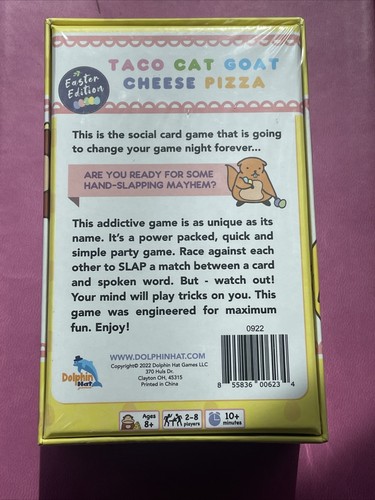 TACO CAT GOAT
CHEESE PIZZA
Easter
Edition
This is the social card game that is going
to change your game night forever...
ARE YOU READY FOR SOME
HAND-SLAPPING MAYHEM?
This addictive game is as unique as its
name. It's a power packed, quick and
simple party game. Race against each
other to SLAP a match between a card
and spoken word. But - watch out!
Your mind will play tricks on you. This
game was engineered for maximum
fun. Enjoy!
0922
WWW.DOLPHINHAT.COM
Copyright© 2022 Dolphin Hat Games LLC
370 Huls Dr.
Clayton OH, 45315
Printed in China
Dolphin
Hat
8 55836 00623 4
Ages
8+
2-8
players
10+
minutes